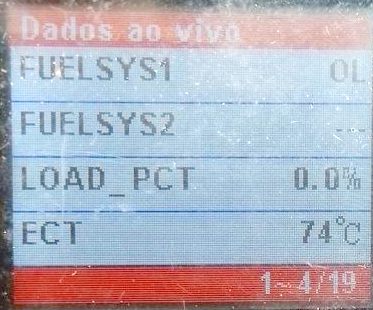 Dados ao vivo
FUELSYS1 OL
FUELSYS2 ---
LOAD_PCT 0.0%
ECT 74°C
1-4/19